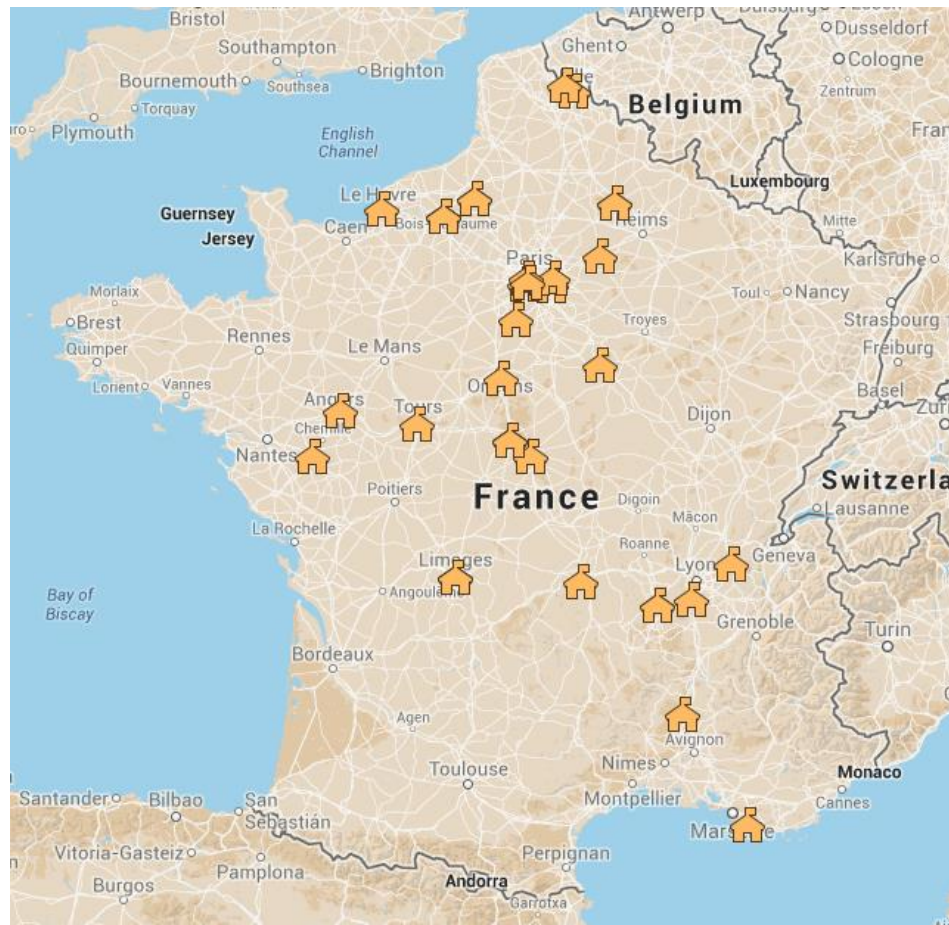 Bristol
Southampton
Bournemouth
Southsea
Brighton
Torquay
Plymouth
English
Channel
Antwerp
Ghent
Dusseldorf
Cologne
Zentrum
Belgium
Luxembourg
Le Havre
Guernsey
Jersey
Caen
Reims
Mitte
Karlsruhe
Paris
Morlaix
Brest
Quimper
Lorient
Vannes
Rennes
Le Mans
Troyes
Toul
Nancy
Strasbourg
Freiburg
Basel
Angers
Tours
Nantes
Dijon
Poitiers
France
Digoin
Mâcon
Switzerla
Lausanne
La Rochelle
Roanne
Geneva
Limoges
Angoulême
Lyon
Grenoble
Bay of
Biscay
Turin
Bordeaux
Agen
Avignon
Toulouse
Nimes
Montpellier
Monaco
Cannes
Santander
Bilbao
San
Sebastián
Vitoria-Gasteiz
Pamplona
Burgos
Perpignan
Andorra
Garrotxa